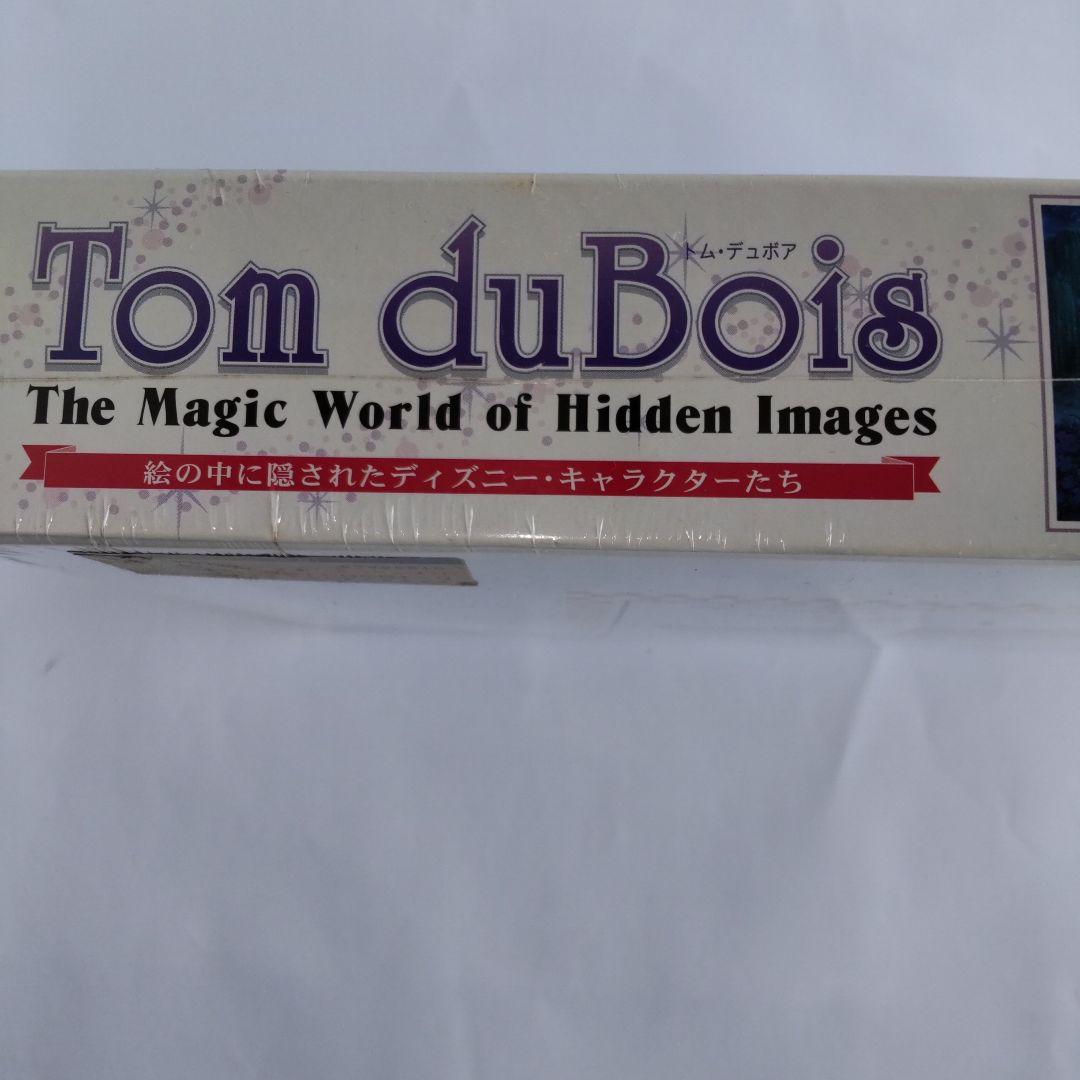 Tom duBois
トム・デュボア
The Magic World of Hidden Images
絵の中に隠されたディズニー・キャラクターたち